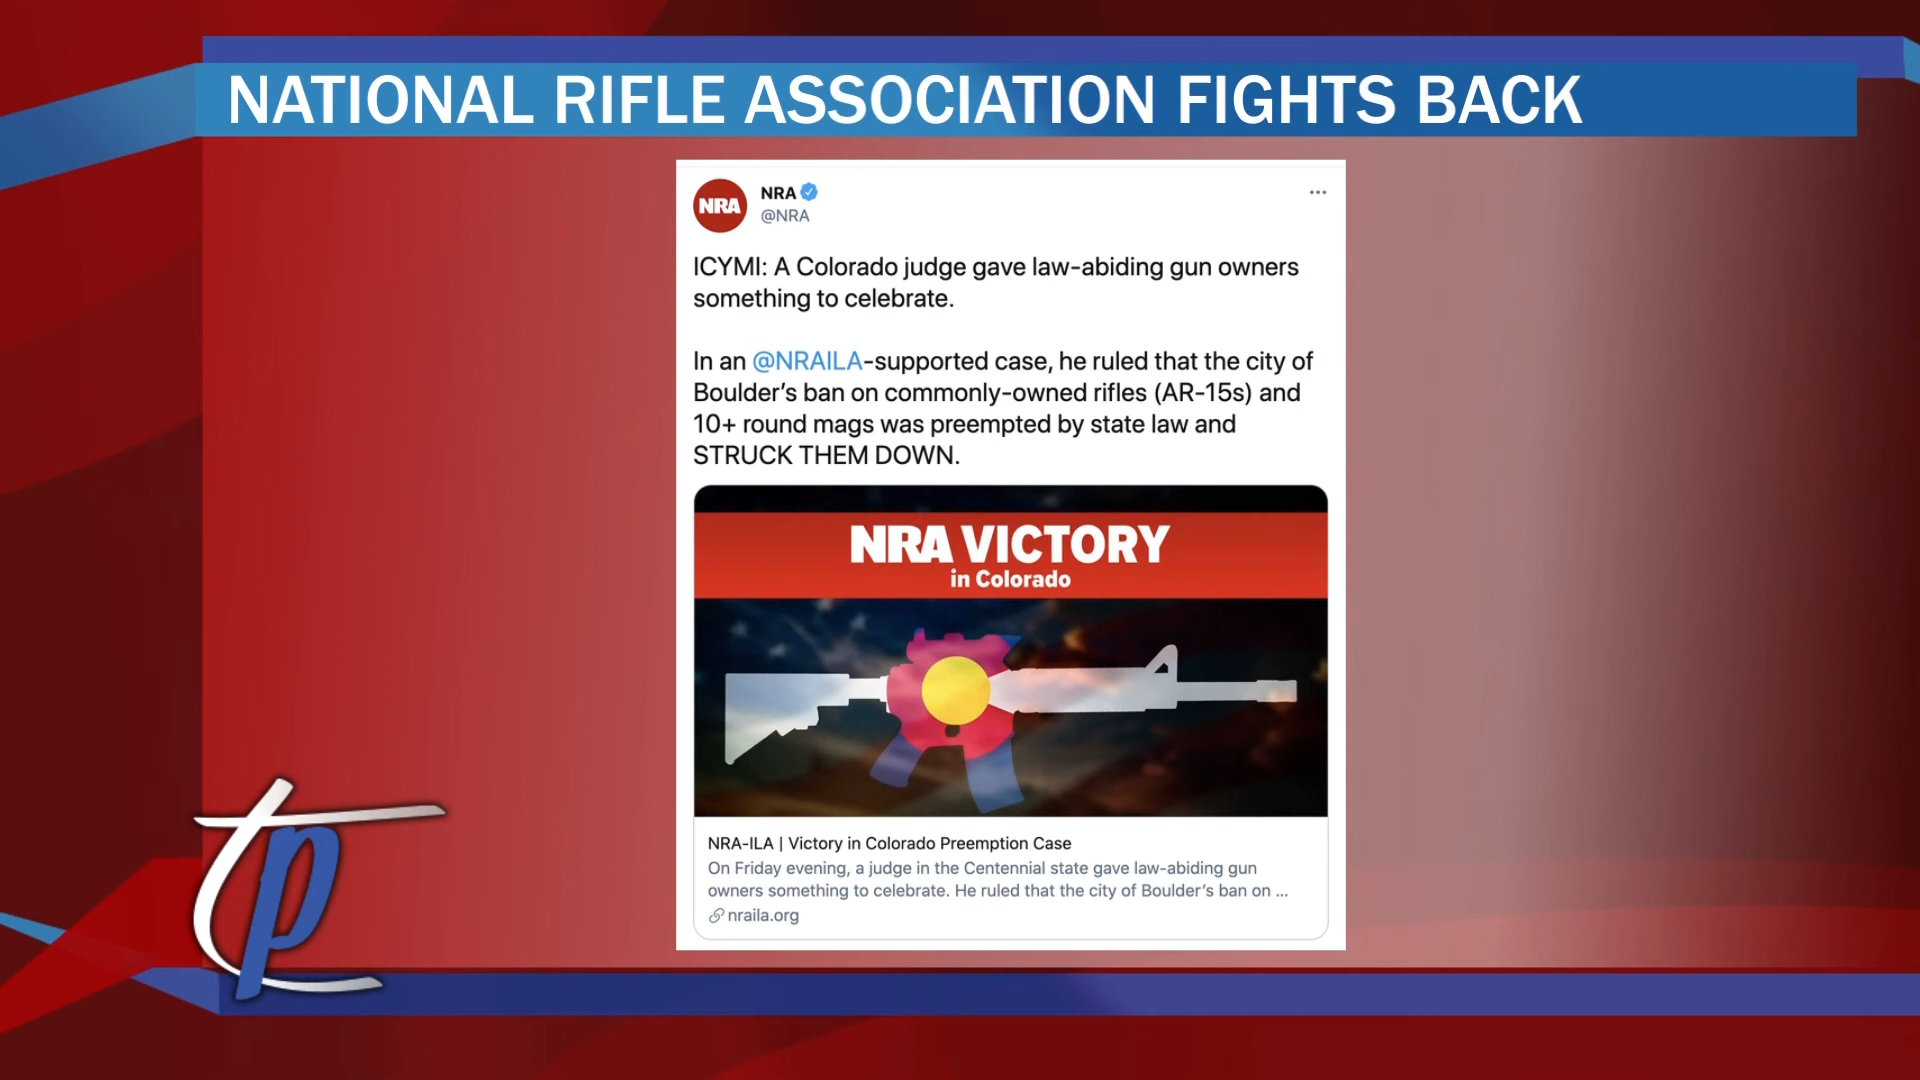 NATIONAL RIFLE ASSOCIATION FIGHTS BACK
NRA
NRA
@NRA
ICYMI: A Colorado judge gave law-abiding gun owners
something to celebrate.
In an @NRAILA-supported case, he ruled that the city of
Boulder’s ban on commonly-owned rifles (AR-15s) and
10+ round mags was preempted by state law and
STRUCK THEM DOWN.
NRA VICTORY
in Colorado
NRA-ILA | Victory in Colorado Preemption Case
On Friday evening, a judge in the Centennial state gave law-abiding gun
owners something to celebrate. He ruled that the city of Boulder’s ban on ...
nraila.org
tp